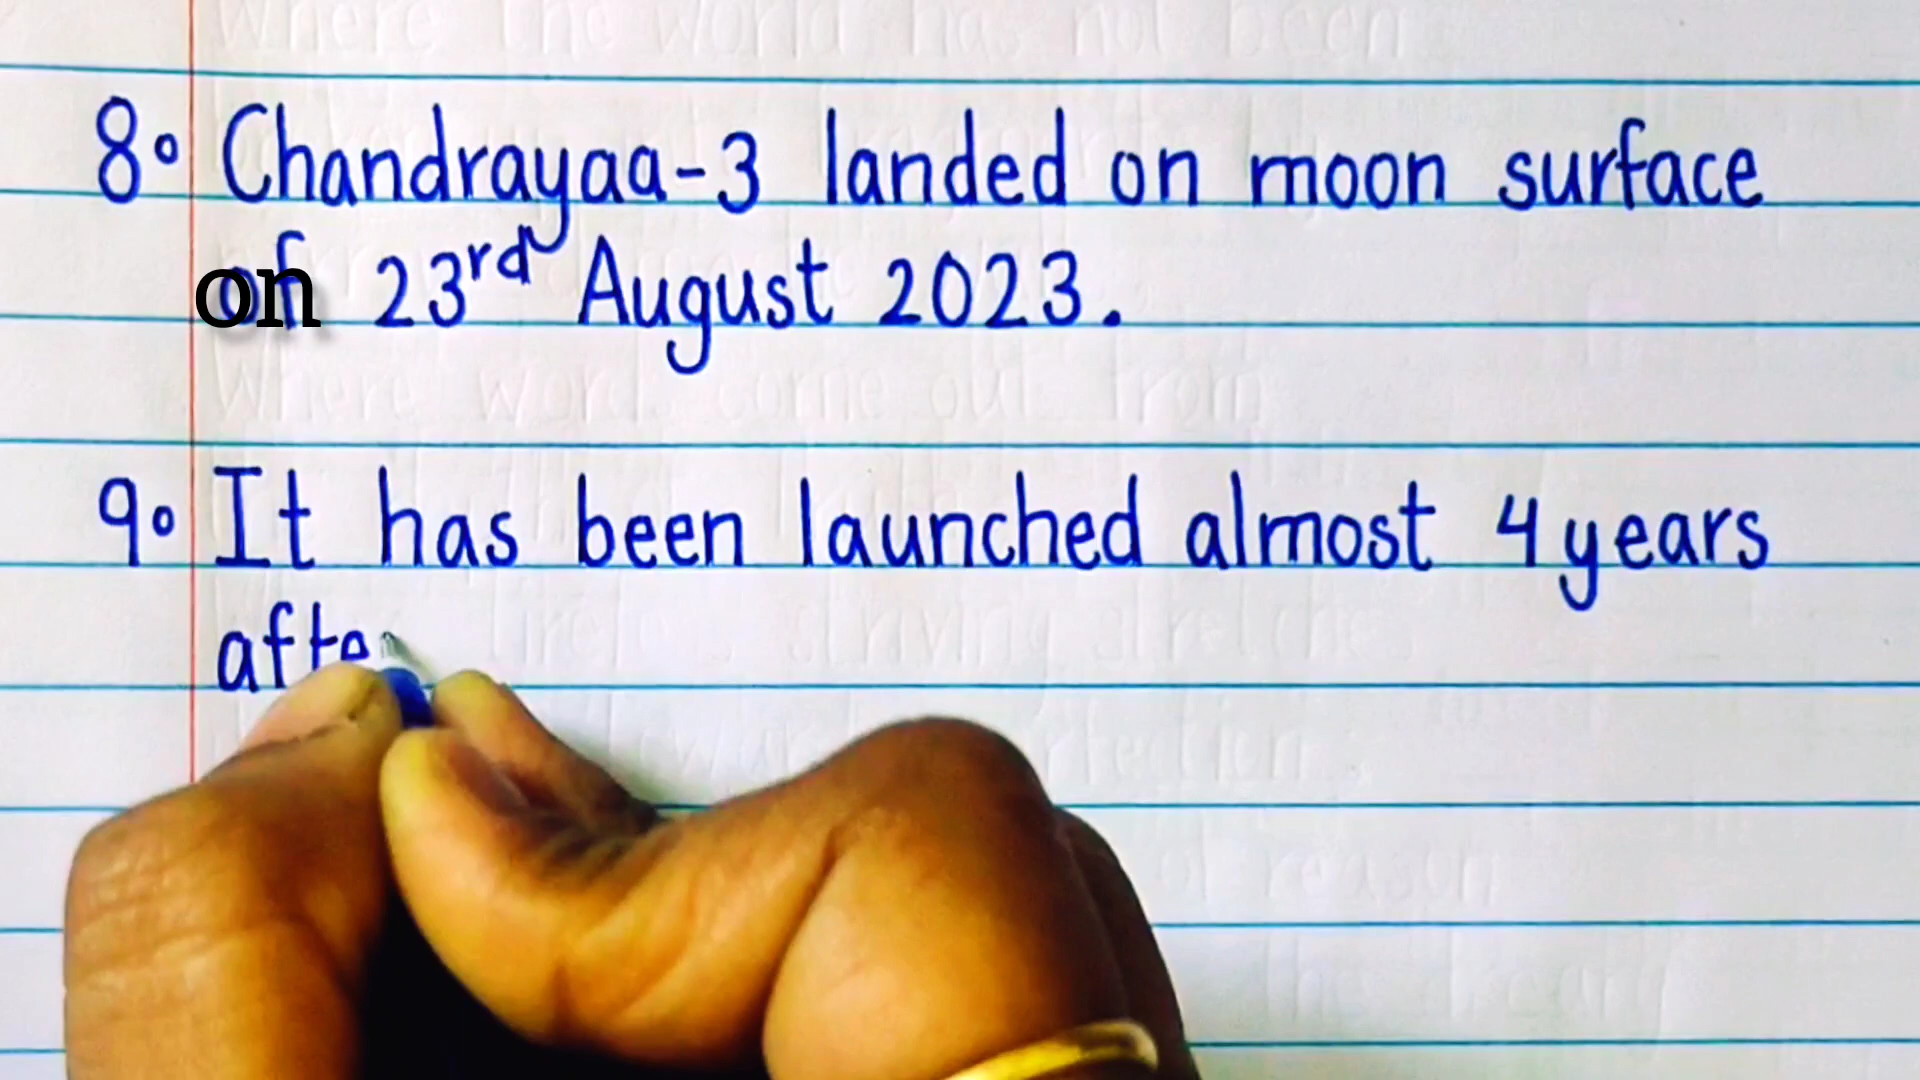 8. Chandrayaa-3 landed on moon surface
on 23rd August 2023.
9. It has been launched almost 4 years
afte